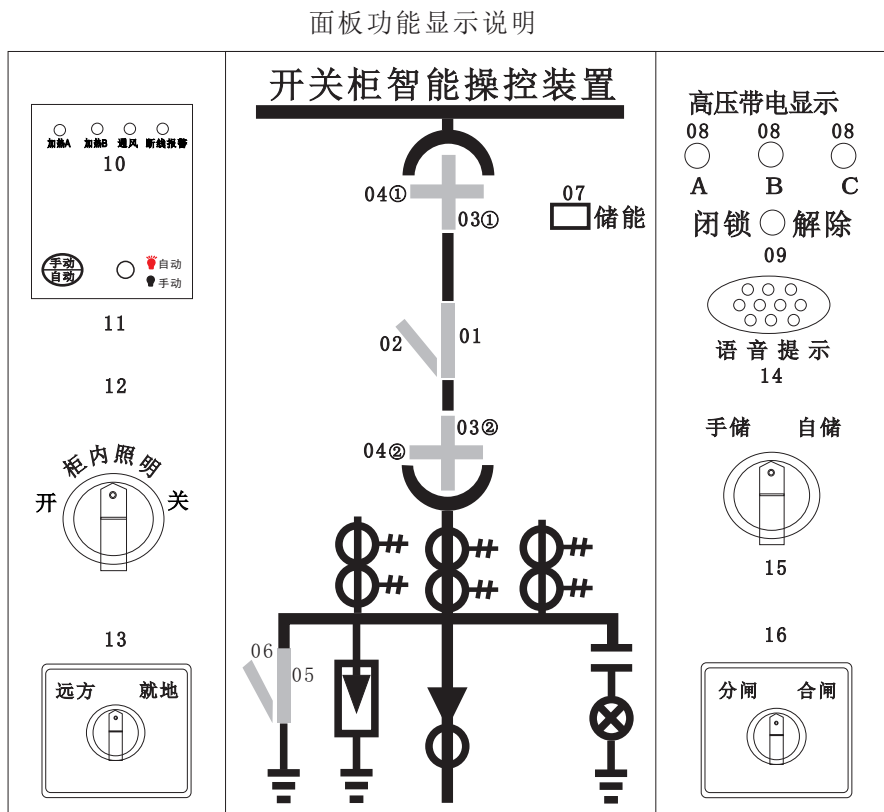 面板功能显示说明
加热A 加热B 通风 断线报警
10
手动
自动
自动
手动
11
12
柜内照明
开 关
13
远方 就地
开关柜智能操控装置
04①
03①
07
储能
02
01
03②
04②
06
05
高压带电显示
08 08 08
A B C
闭锁 解除
09
语音提示
14
手储 自储
15
16
分闸 合闸